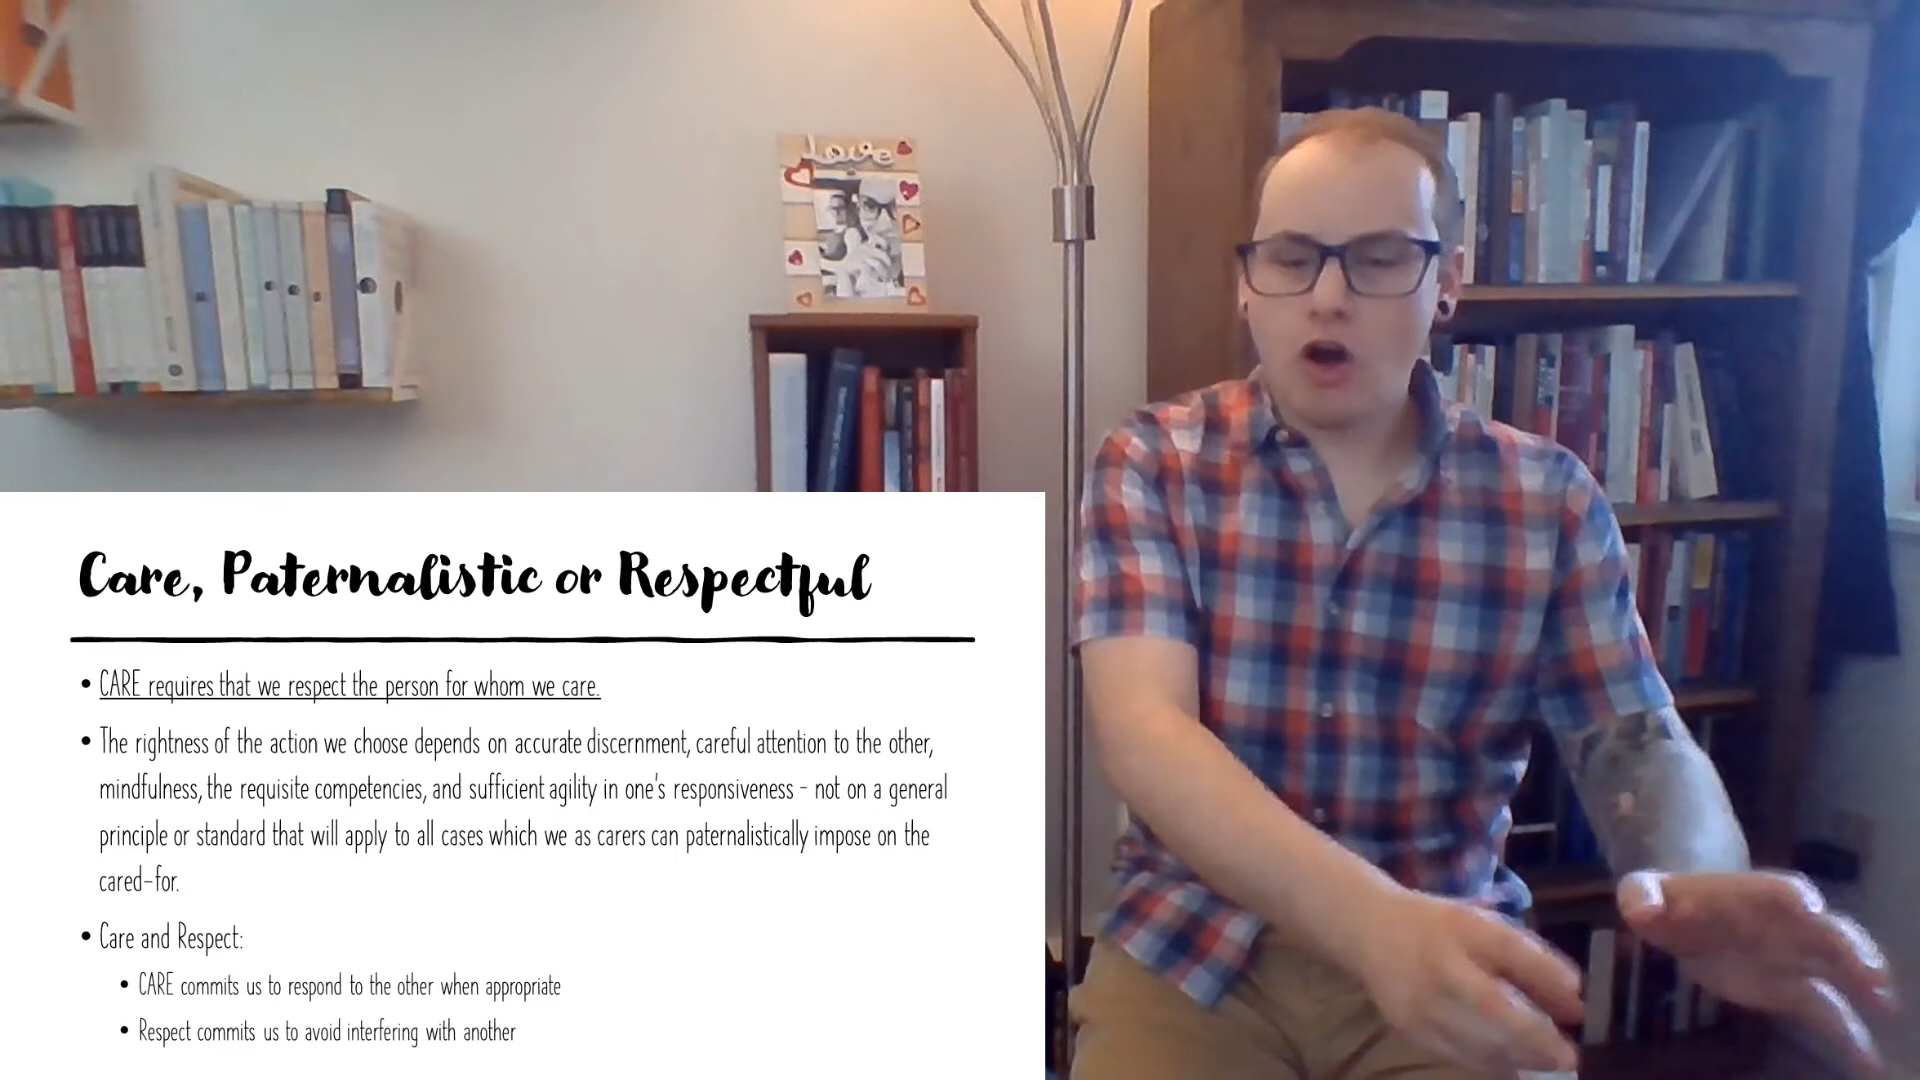 Love
Care, Paternalistic or Respectful
• CARE requires that we respect the person for whom we care.
• The rightness of the action we choose depends on accurate discernment, careful attention to the other,
mindfulness, the requisite competencies, and sufficient agility in one's responsiveness - not on a general
principle or standard that will apply to all cases which we as carers can paternalistically impose on the
cared-for.
• Care and Respect:
• CARE commits us to respond to the other when appropriate
• Respect commits us to avoid interfering with another